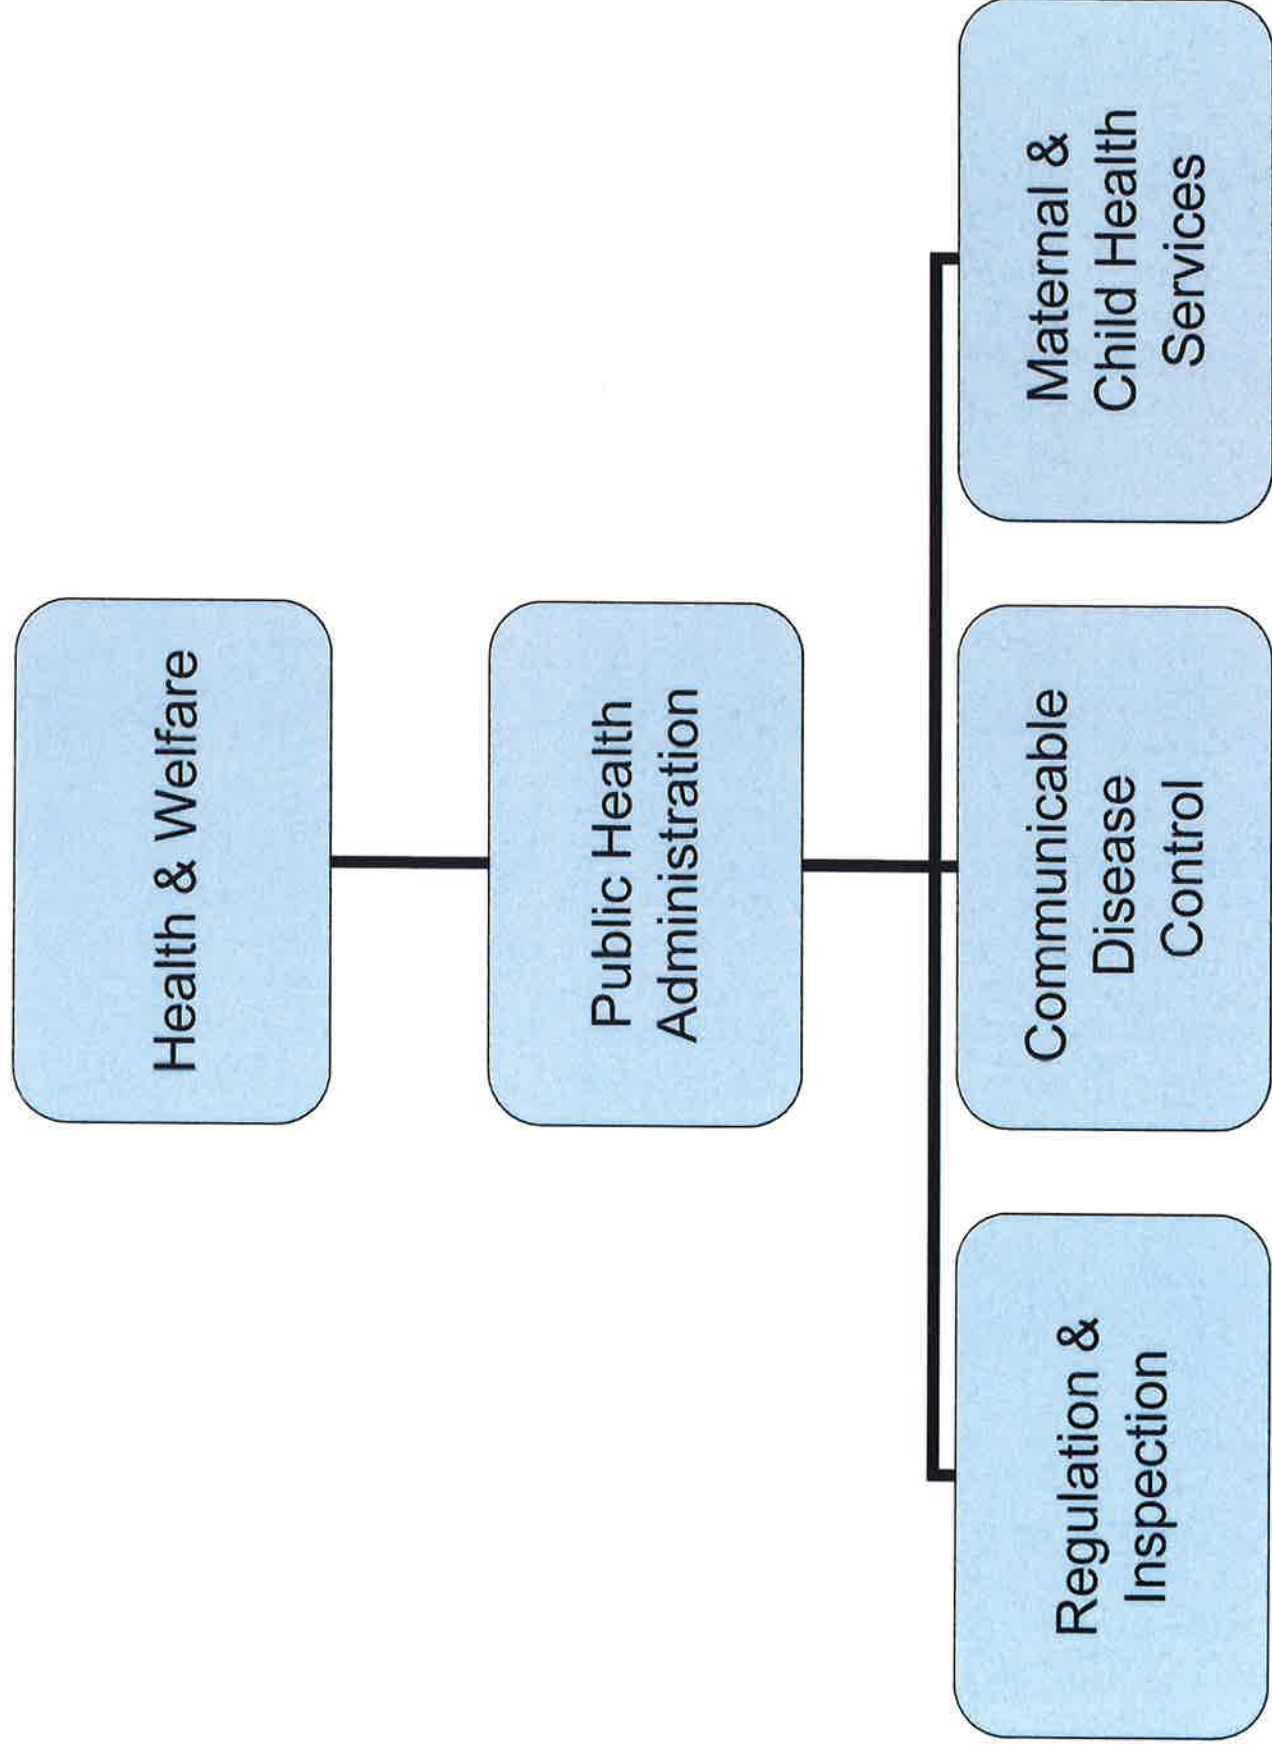 Health & Welfare
Public Health
Administration
Regulation &
Inspection
Communicable
Disease
Control
Maternal &
Child Health
Services